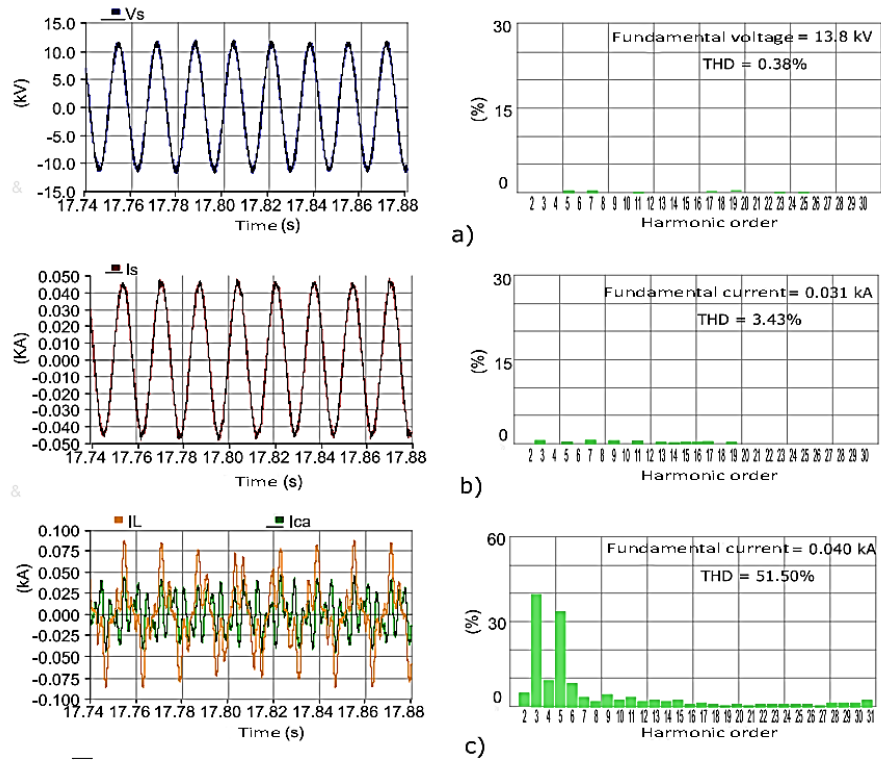 Vs
15.0
10.0
5.0
0.0
-5.0
-10.0
-15.0
(kV)
17.74 17.76 17.78 17.80 17.82 17.84 17.86 17.88
Time (s)
30
15
0
(%)
Fundamental voltage = 13.8 kV
THD = 0.38%
2 3 4 5 6 7 8 9 10 11 12 13 14 15 16 17 18 19 20 21 22 23 24 25 26 27 28 29 30
Harmonic order
a)
&
Is
0.050
0.040
0.030
0.020
0.010
0.000
-0.010
-0.020
-0.030
-0.040
-0.050
(KA)
17.74 17.76 17.78 17.80 17.82 17.84 17.86 17.88
Time (s)
30
15
0
(%)
Fundamental current= 0.031 kA
THD = 3.43%
2 3 4 5 6 7 8 9 10 11 12 13 14 15 16 17 18 19 20 21 22 23 24 25 26 27 28 29 30
Harmonic order
b)
&
IL Ica
0.100
0.075
0.050
0.025
0.000
-0.025
-0.050
-0.075
-0.100
(kA)
17.74 17.76 17.78 17.80 17.82 17.84 17.86 17.88
Time (s)
60
30
0
(%)
Fundamental current= 0.040 kA
THD = 51.50%
2 3 4 5 6 7 8 9 10 11 12 13 14 15 16 17 18 19 20 21 22 23 24 25 26 27 28 29 30 31
Harmonic order
c)